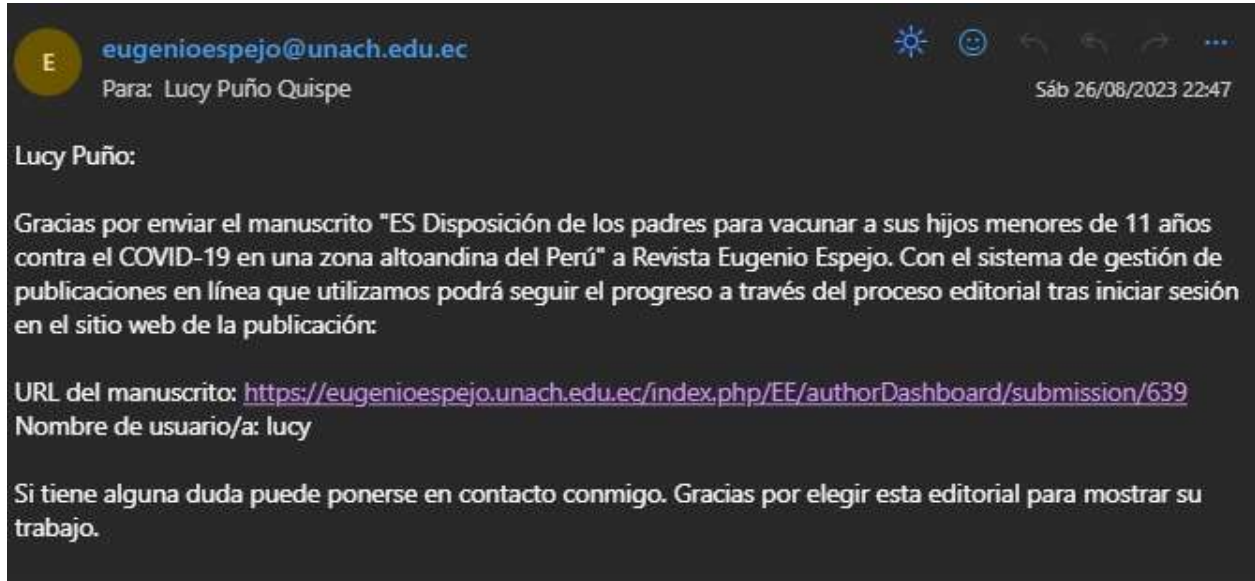 E
eugenioespejo@unach.edu.ec
Para: Lucy Puño Quispe
Sáb 26/08/2023 22:47
Lucy Puño:
Gracias por enviar el manuscrito "ES Disposición de los padres para vacunar a sus hijos menores de 11 años
contra el COVID-19 en una zona altoandina del Perú" a Revista Eugenio Espejo. Con el sistema de gestión de
publicaciones en línea que utilizamos podrá seguir el progreso a través del proceso editorial tras iniciar sesión
en el sitio web de la publicación:
URL del manuscrito: https://eugenioespejo.unach.edu.ec/index.php/EE/authorDashboard/submission/639
Nombre de usuario/a: lucy
Si tiene alguna duda puede ponerse en contacto conmigo. Gracias por elegir esta editorial para mostrar su
trabajo.